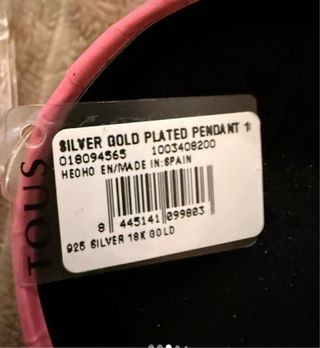 TOUS
SILVER GOLD PLATED PENDANT
018094565 1003408200
HECHO EN/MADE IN:SPAIN
8 445141 099803
925 SILVER 18K GOLD